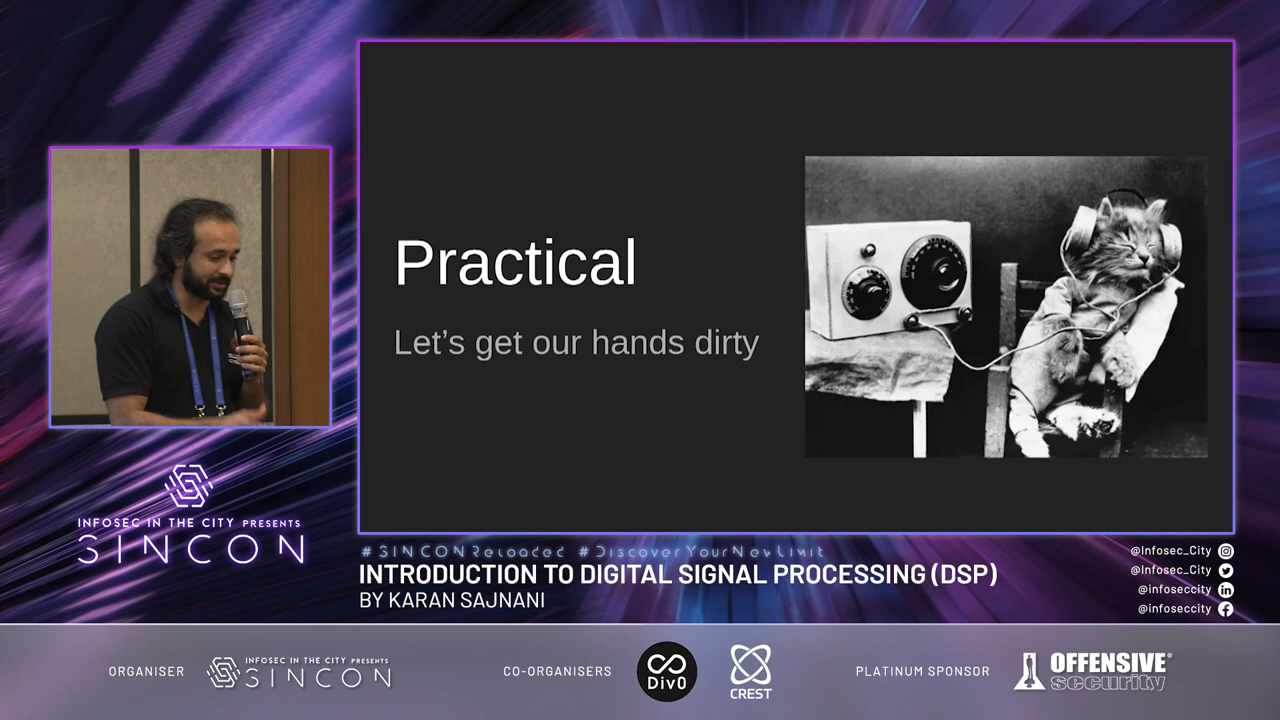 Practical
Let's get our hands dirty
INFOSEC IN THE CITY PRESENTS
SINCON
#SINCONReloaded #DiscoverYourNewLimit
INTRODUCTION TO DIGITAL SIGNAL PROCESSING (DSP)
BY KARAN SAJNANI
@Infosec_City
@Infosec_City
@infoseccity
@infoseccity
ORGANISER
INFOSEC IN THE CITY PRESENTS
SINCON
CO-ORGANISERS
Div0
CREST
PLATINUM SPONSOR
OFFENSIVE®
security